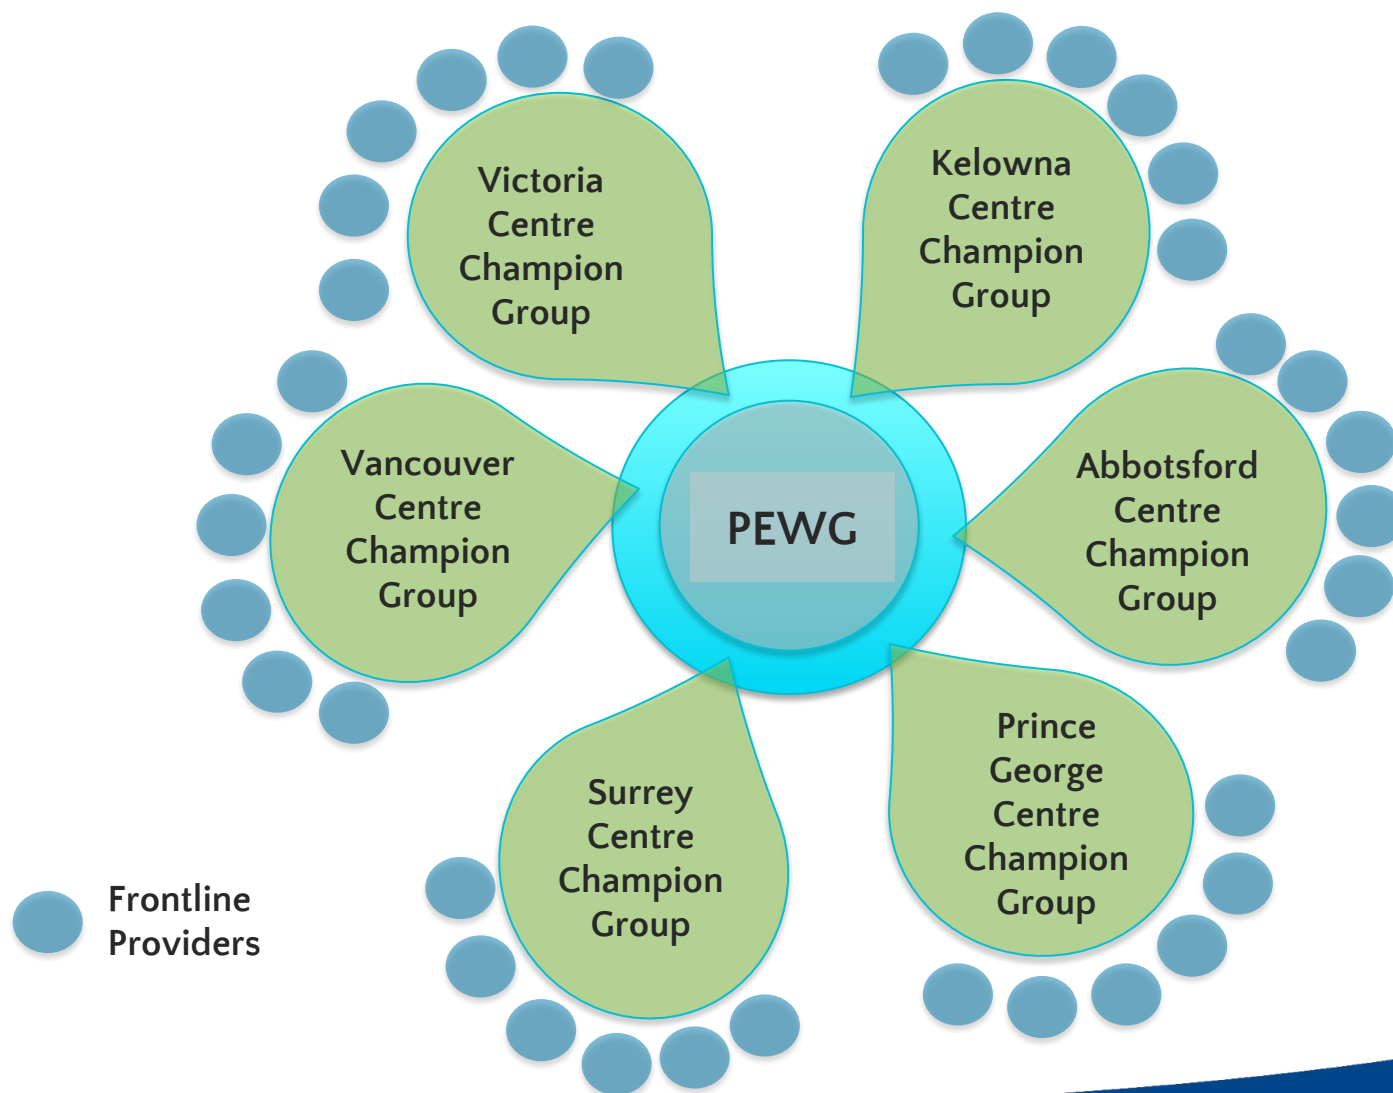 Victoria
Centre
Champion
Group
Kelowna
Centre
Champion
Group
Vancouver
Centre
Champion
Group
PEWG
Abbotsford
Centre
Champion
Group
Surrey
Centre
Champion
Group
Prince
George
Centre
Champion
Group
Frontline
Providers